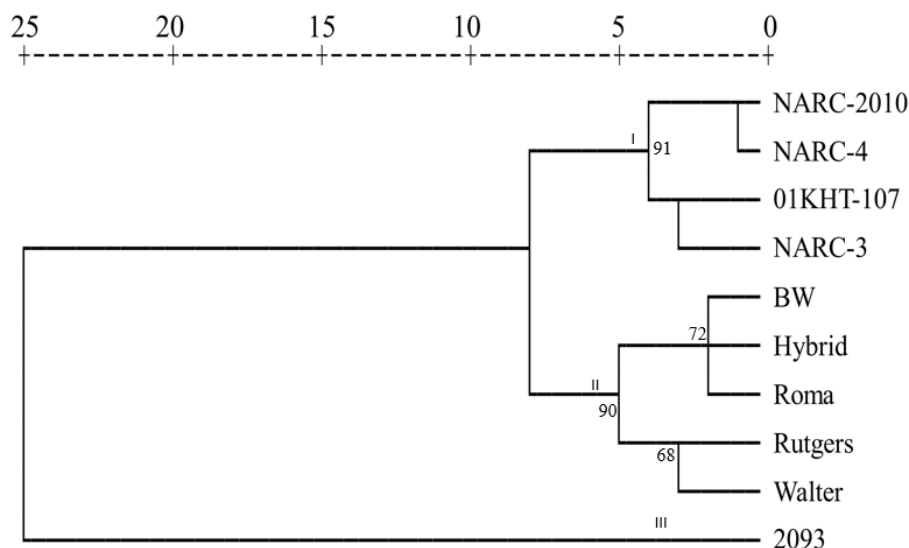 25 20 15 10 5 0
NARC-2010
I
91
NARC-4
01KHT-107
NARC-3
BW
72
Hybrid
II
Roma
90
Rutgers
68
Walter
III
2093